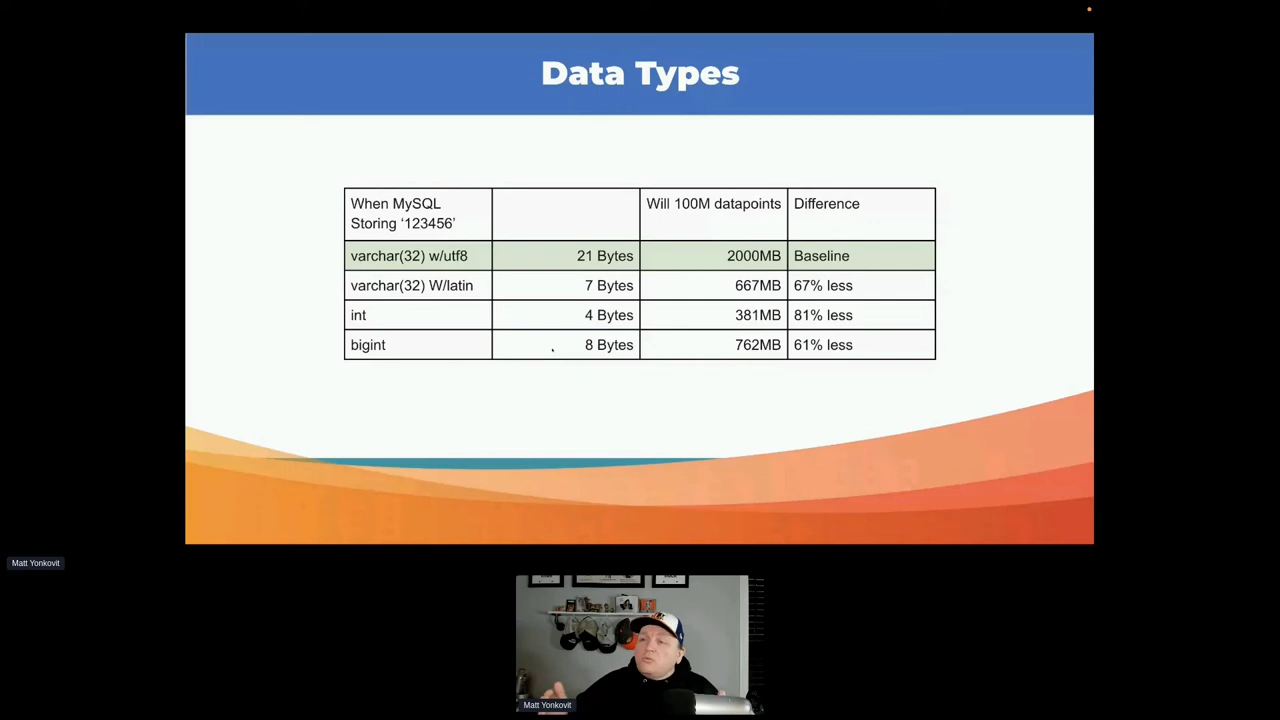 Data Types
When MySQL
Storing ‘123456’
Will 100M datapoints
Difference
varchar(32) w/utf8
21 Bytes
2000MB
Baseline
varchar(32) W/latin
7 Bytes
667MB
67% less
int
4 Bytes
381MB
81% less
bigint
8 Bytes
762MB
61% less
Matt Yonkovit
Matt Yonkovit